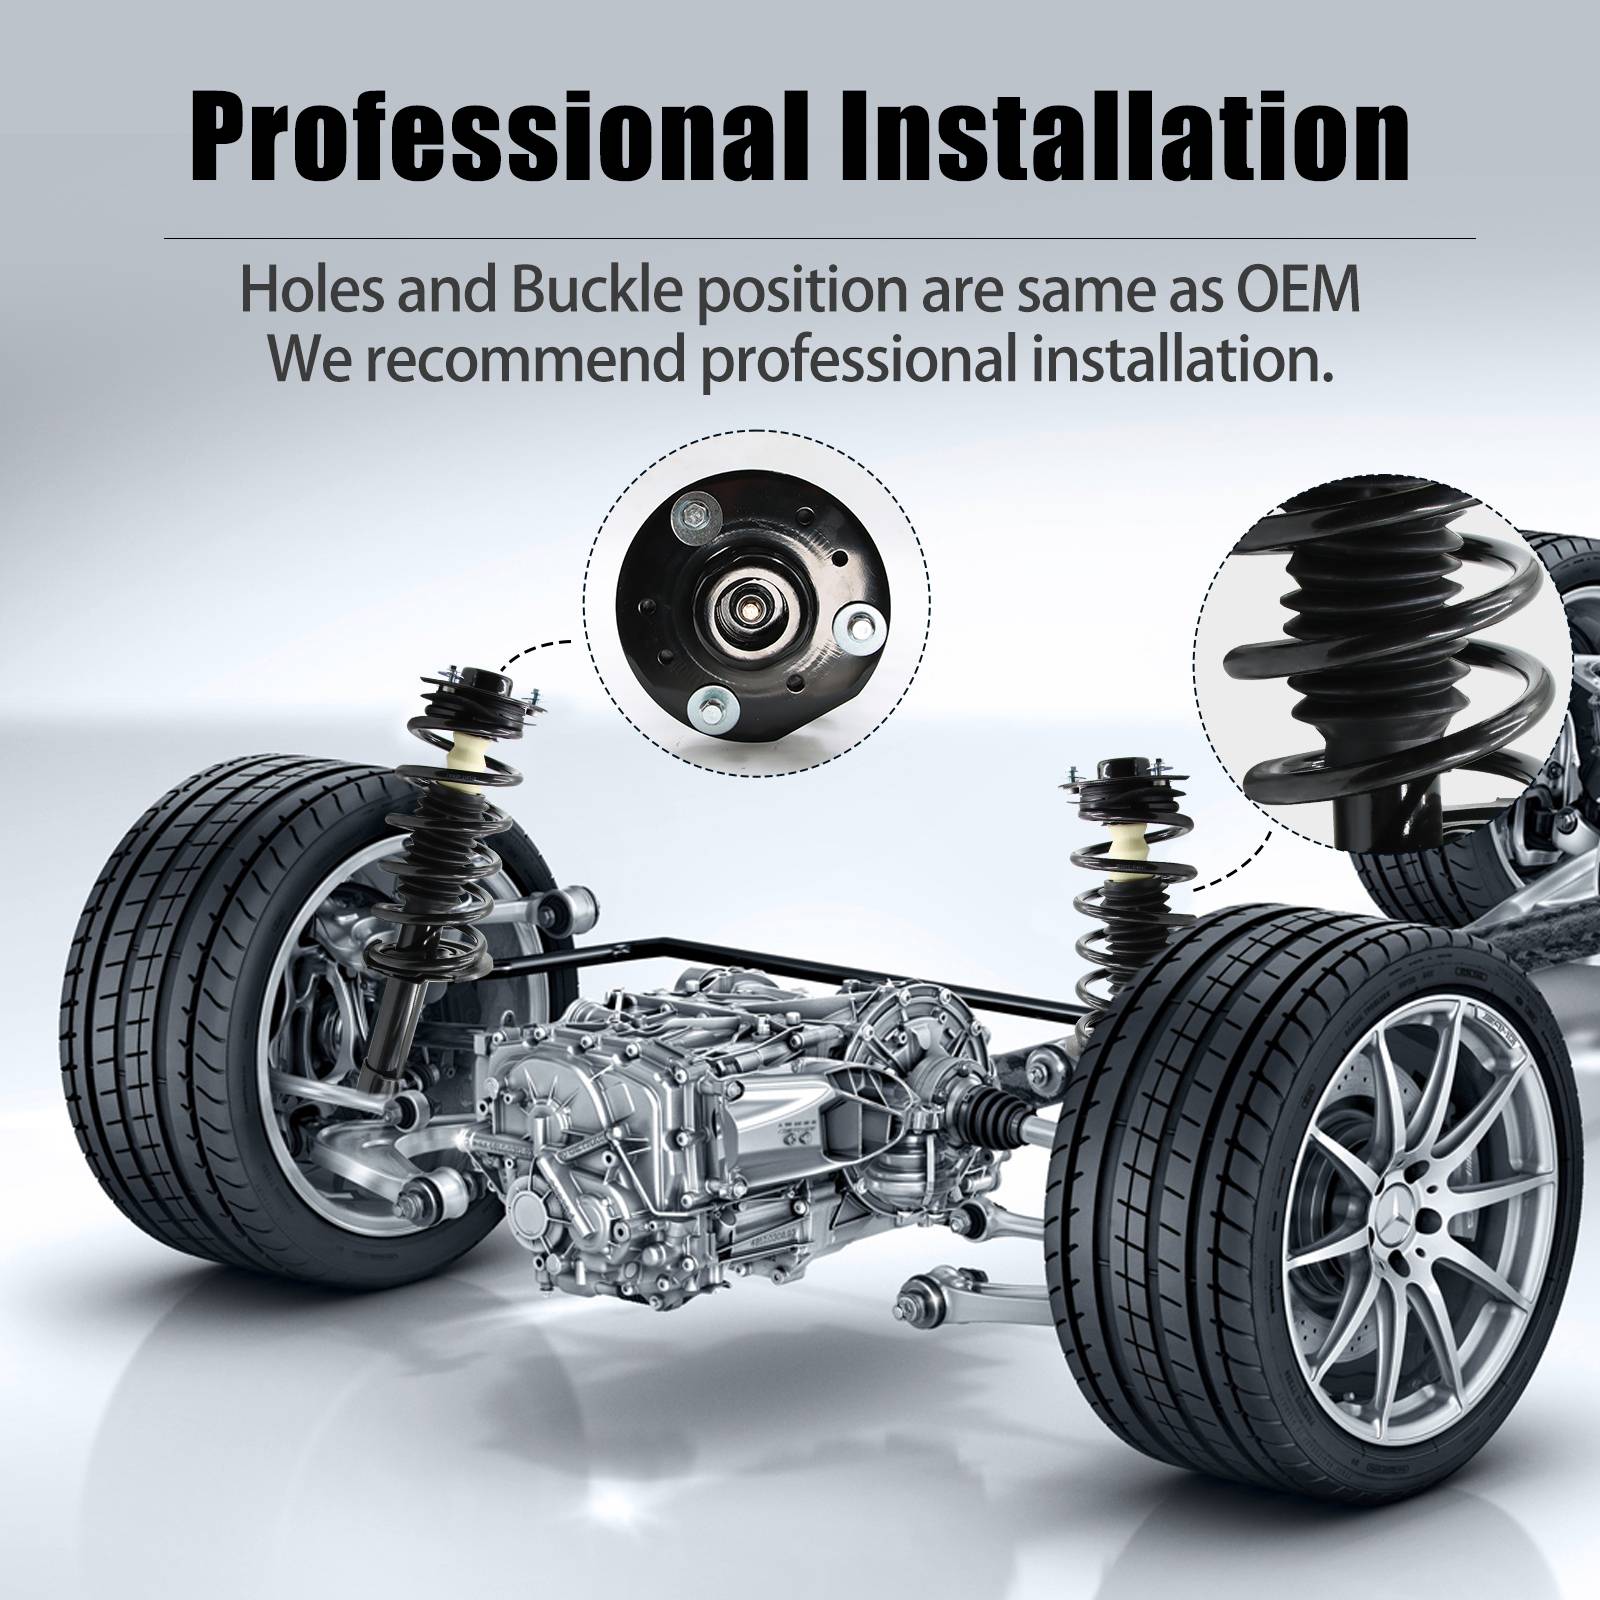 Professional Installation
Holes and Buckle position are same as OEM
We recommend professional installation.